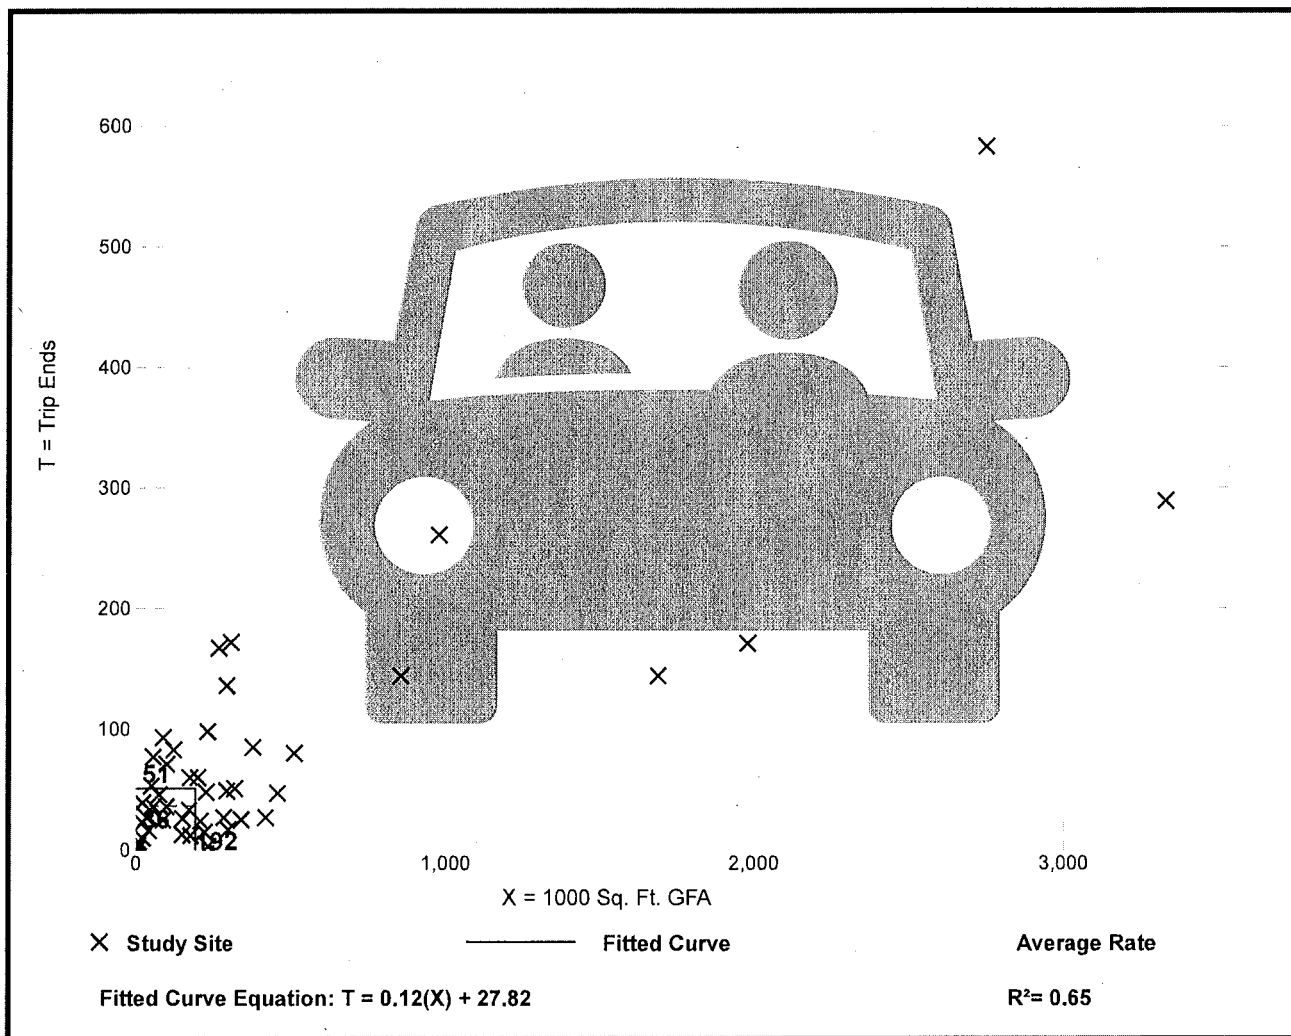 600
500
400
300
200
100
0
T = Trip Ends
51
192
0
1,000
2,000
3,000
X = 1000 Sq. Ft. GFA
Study Site
Fitted Curve
Average Rate
Fitted Curve Equation: T = 0.12(X) + 27.82
R²= 0.65